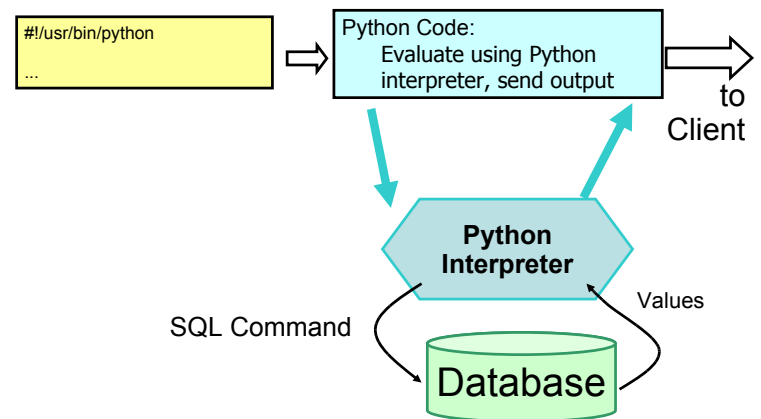 #!/usr/bin/python
...
Python Code:
Evaluate using Python
interpreter, send output
to
Client
Python
Interpreter
SQL Command
Values
Database